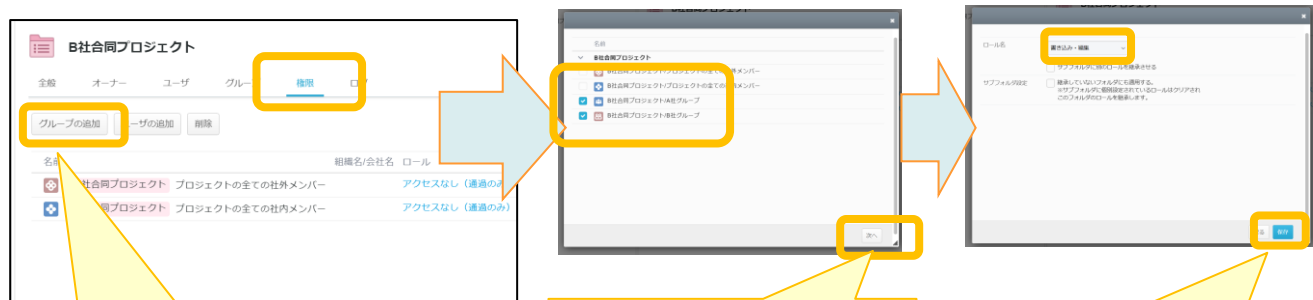 B社合同プロジェクト
全般 オーナー ユーザ グルー 権限
グループの追加 ーザの追加 削除
名前 組織名/会社名 ロール
社合同プロジェクト プロジェクトの全ての社外メンバー アクセスなし（通過のみ
同プロジェクト プロジェクトの全ての社内メンバー アクセスなし（通過のみ）
名前
B社合同プロジェクト
B社合同プロジェクト/プロジェクトの全ての社外メンバー
B社合同プロジェクト/プロジェクトの全ての社内メンバー
B社合同プロジェクト/A社グループ
B社合同プロジェクト/B社グループ
次へ
ロール名 書き込み・編集
サブフォルダに親のロールを継承させる
サブフォルダ設定 継承していないフォルダにも適用する。
※サブフォルダに個別設定されているロールはクリアされ
このフォルダのロールを継承します。
る 保存